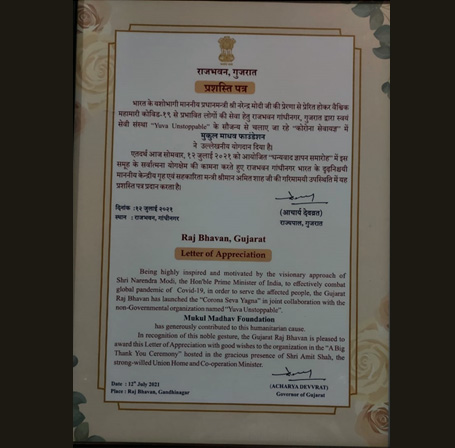 राजभवन, गुजरात
प्रशस्ति पत्र
भारत के यशोभागी माननीय प्रधानमन्त्री श्री नरेन्द्र मोदी जी की प्रेरणा से प्रेरित होकर वैश्विक
महामारी कोविड-१९ से प्रभावित लोगों की सेवा हेतु राजभवन गांधीनगर, गुजरात द्वारा स्वयं
सेवी संस्था “Yuva Unstoppable” के सौजन्य से चलाए जा रहे “कोरोना सेवायज्ञ” में
मुकुल माधव फाउंडेशन
ने उल्लेखनीय योगदान दिया है।
एतदर्थ आज सोमवार, १२ जुलाई २०२१ को आयोजित “धन्यवाद ज्ञापन समारोह” में इस
समूह के सर्वात्मना योगक्षेम की कामना करते हुए राजभवन गांधीनगर भारत के दृढ़निश्चयी
माननीय केन्द्रीय गृह एवं सहकारिता मन्त्री श्रीमान अमित शाह जी की गरिमामयी उपस्थिति में यह
प्रशस्ति पत्र प्रदान करता है।
दिनांक : १२ जुलाई २०२१
स्थान : राजभवन, गांधीनगर
(आचार्य देवव्रत)
राज्यपाल, गुजरात
Raj Bhavan, Gujarat
Letter of Appreciation
Being highly inspired and motivated by the visionary approach of
Shri Narendra Modi, the Hon'ble Prime Minister of India, to effectively combat
global pandemic of Covid-19, in order to serve the affected people, the Gujarat
Raj Bhavan has launched the “Corona Seva Yagna” in joint collaboration with the
non-Governmental organization named “Yuva Unstoppable”.
Mukul Madhav Foundation
has generously contributed to this humanitarian cause.
In recognition of this noble gesture, the Gujarat Raj Bhavan is pleased to
award this Letter of Appreciation with good wishes to the organization in the “A Big
Thank You Ceremony” hosted in the gracious presence of Shri Amit Shah, the
strong-willed Union Home and Co-operation Minister.
Date : 12th July 2021
Place : Raj Bhavan, Gandhinagar
(ACHARYA DEVVRAT)
Governor of Gujarat